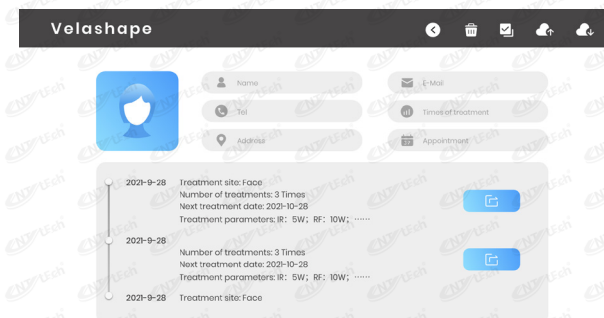 Velashape
Name
E-Mail
Tel
Times of treatment
Address
Appointment
2021-9-28 Treatment site: Face
Number of treatments: 3 Times
Next treatment date: 2021-10-28
Treatment parameters: IR: 5W; RF: 10W; ······
2021-9-28
Number of treatments: 3 Times
Next treatment date: 2021-10-28
Treatment parameters: IR: 5W; RF: 10W; ······
2021-9-28 Treatment site: Face